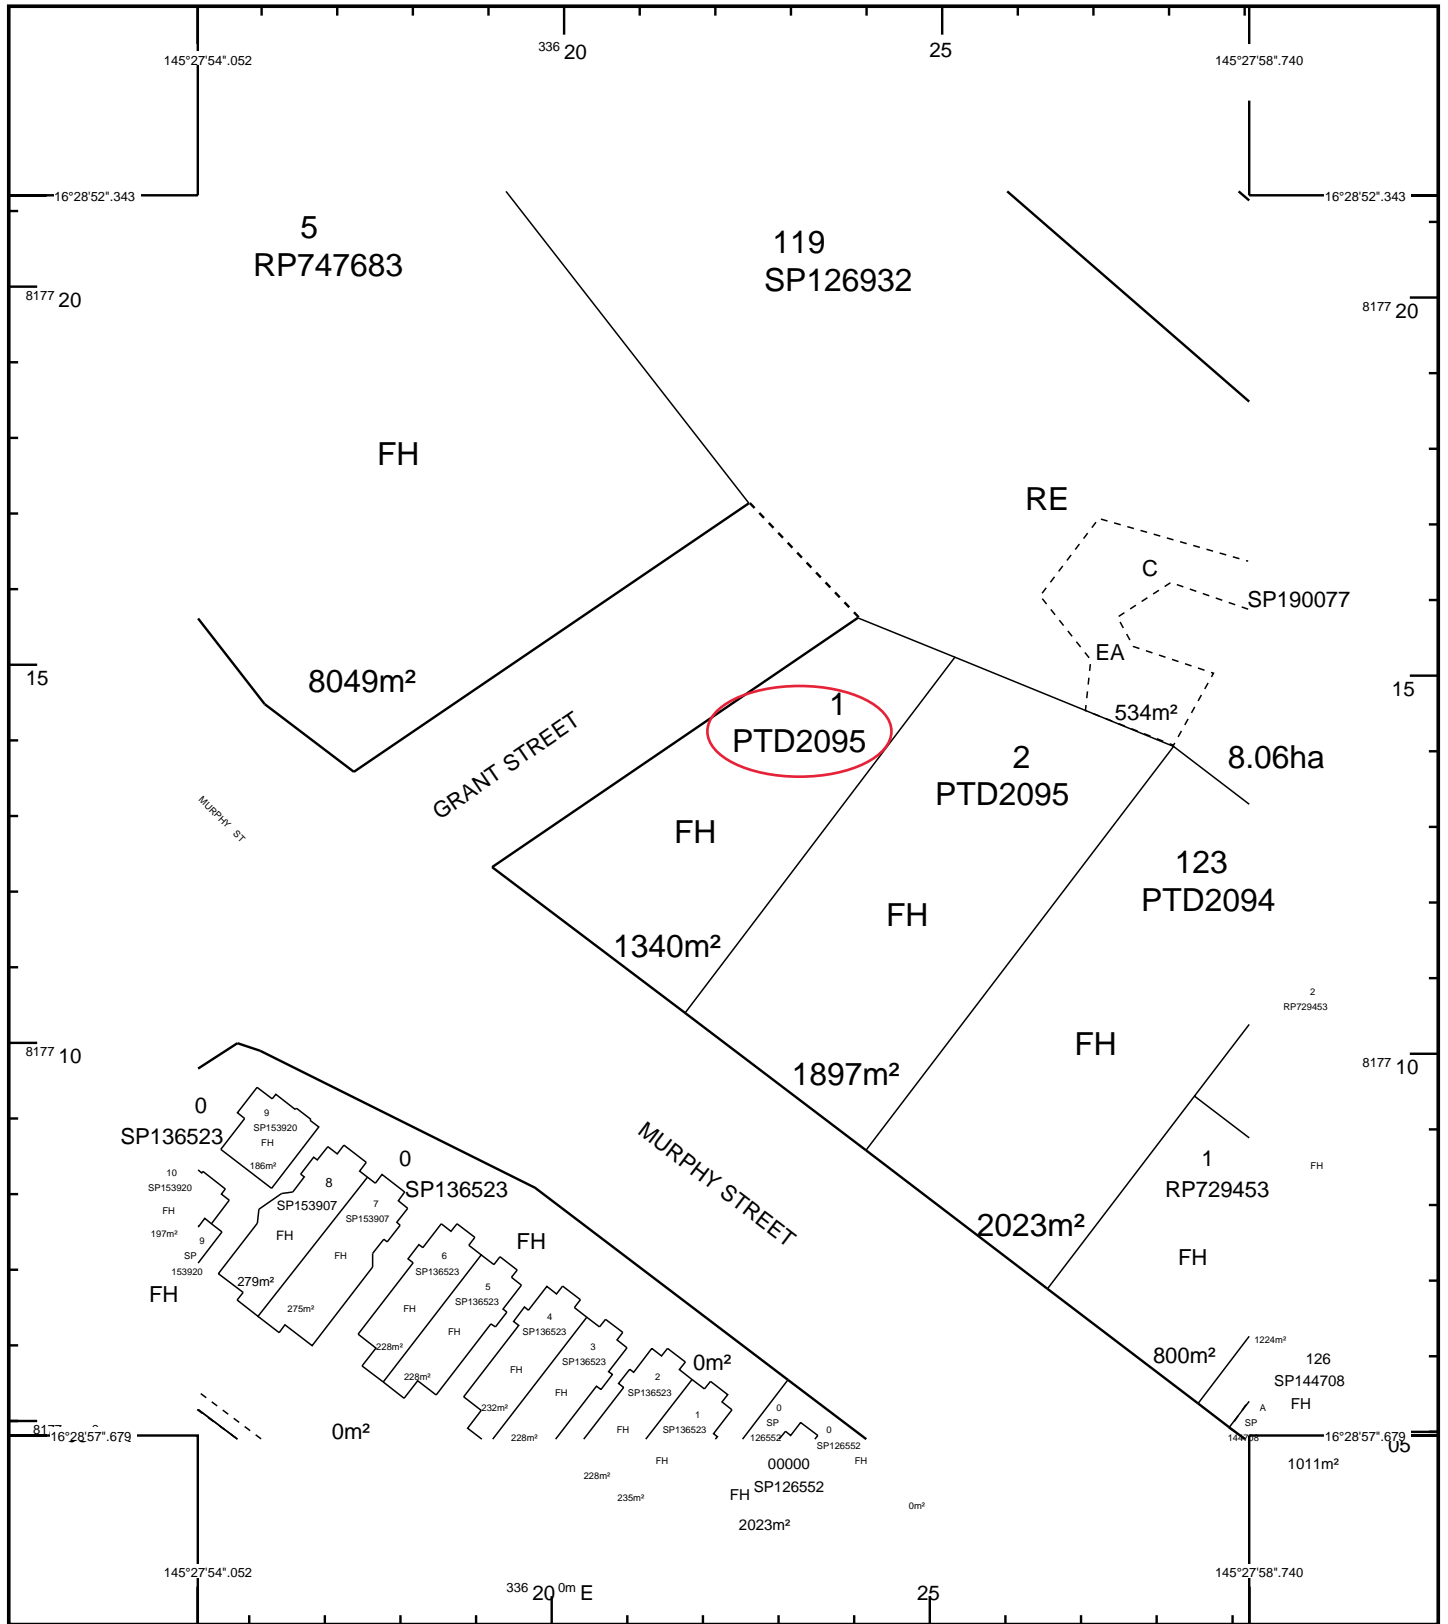 336 20
25
145°27'54".052
145°27'58".740
16°28'52".343
16°28'52".343
5
RP747683
119
SP126932
8177 20
8177 20
FH
RE
C
SP190077
EA
15
8049m²
15
1
PTD2095
534m²
GRANT STREET
2
PTD2095
8.06ha
MURPHY ST
FH
123
PTD2094
FH
1340m²
2
RP729453
8177 10
FH
8177 10
1897m²
0
SP136523
9
SP153920
FH
186m²
MURPHY STREET
0
SP136523
1
RP729453
FH
10
SP153920
FH
197m²
8
SP153907
FH
279m²
7
SP153907
FH
275m²
2023m²
9
SP
153920
FH
FH
FH
6
SP136523
FH
228m²
5
SP136523
FH
228m²
4
SP136523
FH
232m²
3
SP136523
FH
228m²
1224m²
800m²
126
SP144708
FH
0m²
2
SP136523
FH
228m²
1
SP136523
FH
235m²
0
SP
126552
0
SP126552
FH
A
SP
144708
0m²
8177
16°28'57".679
16°28'57".679
05
00000
SP126552
FH
2023m²
0m²
1011m²
145°27'54".052
145°27'58".740
336 20 0m E
25